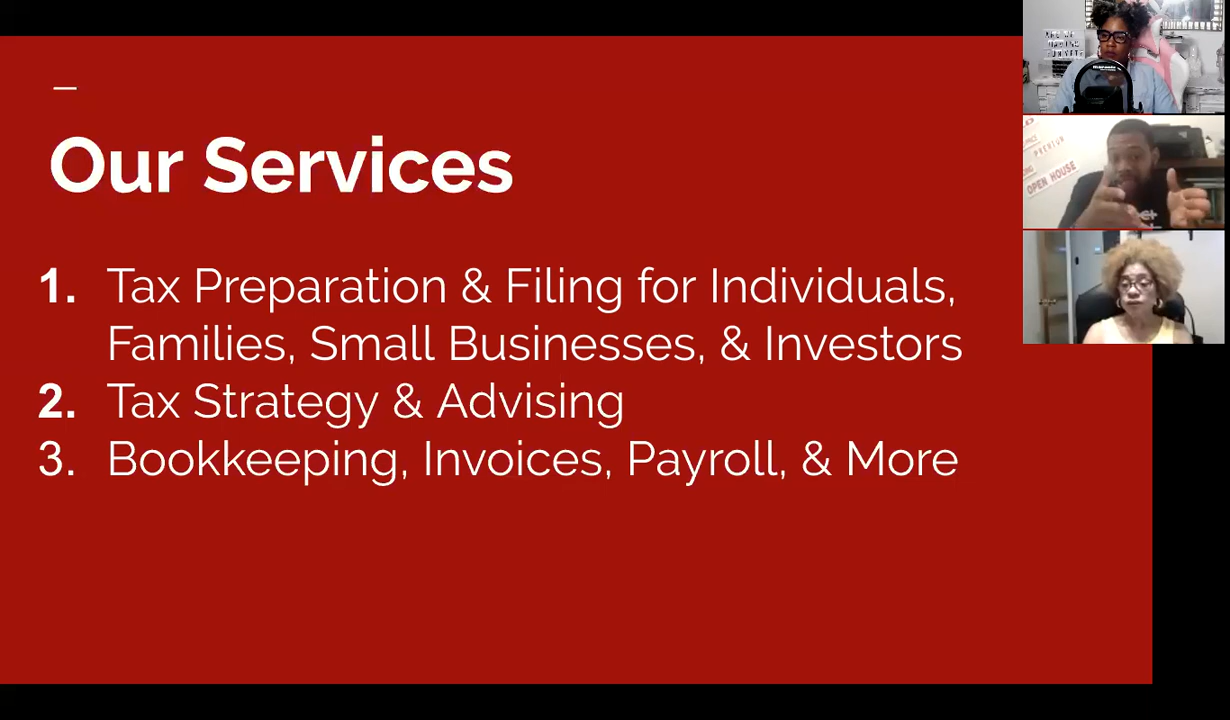 Our Services
1. Tax Preparation & Filing for Individuals,
Families, Small Businesses, & Investors
2. Tax Strategy & Advising
3. Bookkeeping, Invoices, Payroll, & More
PREMIUM
OPEN HOUSE